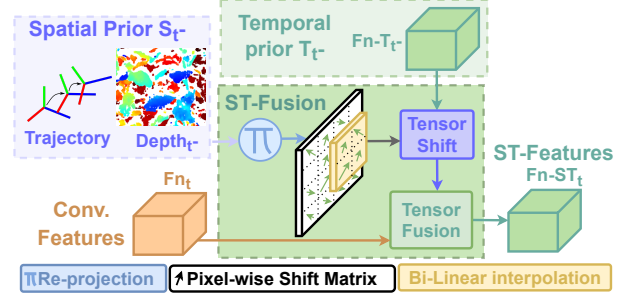 Spatial Prior St-
Trajectory
Deptht-
Temporal
prior Tt-
Fn-Tt-
ST-Fusion
π
Tensor
Shift
Tensor
Fusion
ST-Features
Fn-STt
Fnt
Conv.
Features
πRe-projection
Pixel-wise Shift Matrix
Bi-Linear interpolation